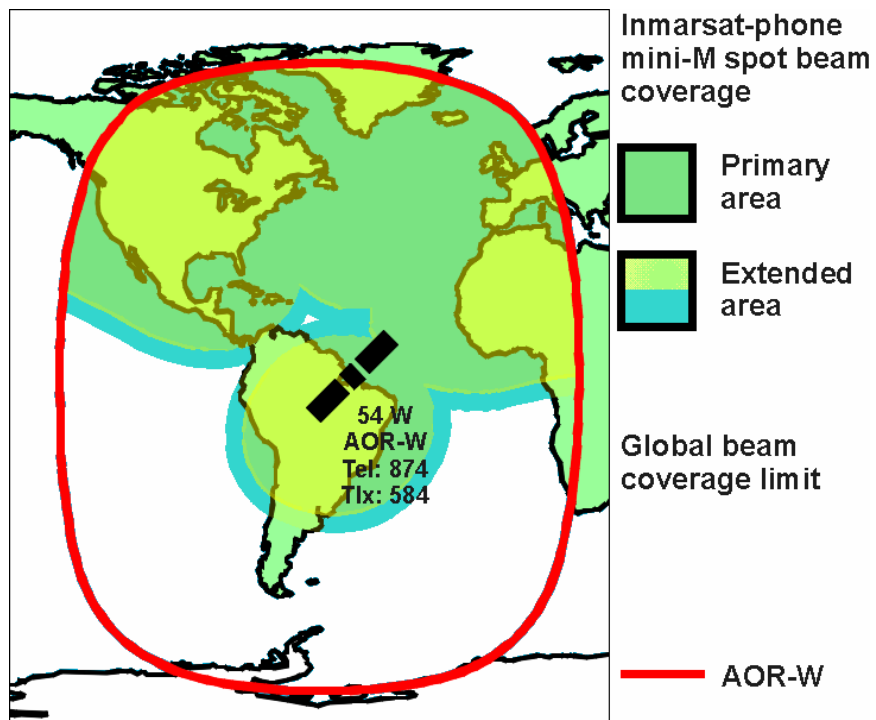 Inmarsat-phone
mini-M spot beam
coverage
Primary
area
Extended
area
54 W
AOR-W
Tel: 874
Tlx: 584
Global beam
coverage limit
AOR-W